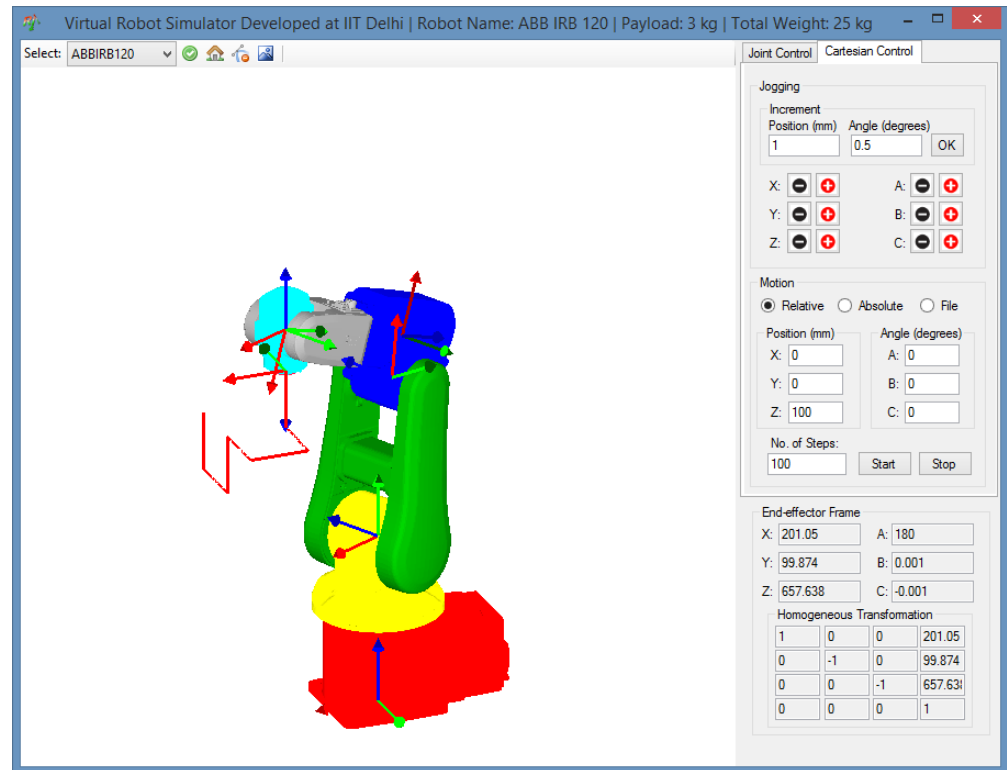 Virtual Robot Simulator Developed at IIT Delhi | Robot Name: ABB IRB 120 | Payload: 3 kg | Total Weight: 25 kg
Select: ABBIRB120
Joint Control Cartesian Control
Jogging
Increment
Position (mm) Angle (degrees)
1 0.5 OK
X: A:
Y: B:
Z: C:
Motion
Relative Absolute File
Position (mm) Angle (degrees)
X: 0 A: 0
Y: 0 B: 0
Z: 100 C: 0
No. of Steps:
100 Start Stop
End-effector Frame
X: 201.05 A: 180
Y: 99.874 B: 0.001
Z: 657.638 C: -0.001
Homogeneous Transformation
1 0 0 201.05
0 -1 0 99.874
0 0 -1 657.63
0 0 0 1